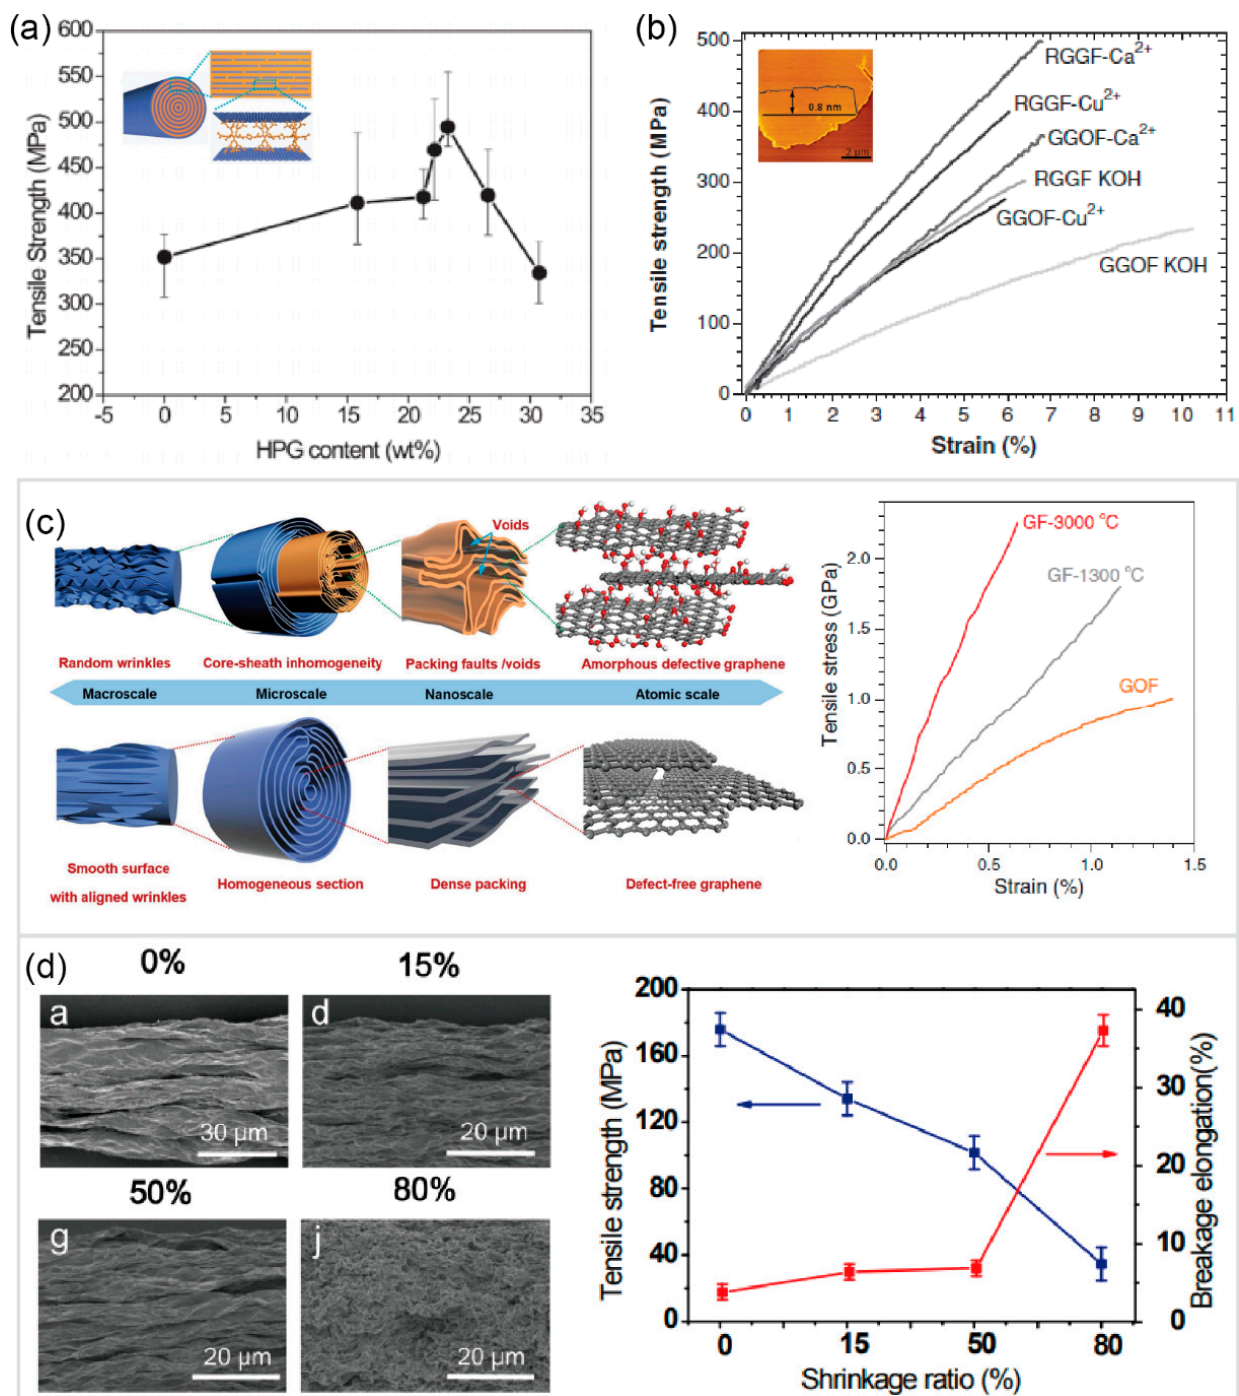 (a)
600
550
500
450
400
350
300
250
200
Tensile Strength (MPa)
-5 0 5 10 15 20 25 30 35
HPG content (wt%)
(b)
500
400
300
200
100
0
Tensile strength (MPa)
0.8 nm
2 μm
RGGF-Ca2+
RGGF-Cu2+
GGOF-Ca2+
RGGF KOH
GGOF-Cu2+
GGOF KOH
0 1 2 3 4 5 6 7 8 9 10 11
Strain (%)
(c)
Voids
Random wrinkles Core-sheath inhomogeneity Packing faults /voids Amorphous defective graphene
Macroscale Microscale Nanoscale Atomic scale
Smooth surface
with aligned wrinkles
Homogeneous section Dense packing Defect-free graphene
2.0
1.5
1.0
0.5
0.0
Tensile stress (GPa)
GF-3000 °C
GF-1300 °C
GOF
0.0 0.5 1.0 1.5
Strain (%)
(d)
0% 15%
a
30 μm
d
20 μm
50% 80%
g
20 μm
j
20 μm
200
160
120
80
40
0
Tensile strength (MPa)
40
30
20
10
0
Breakage elongation(%)
0 15 50 80
Shrinkage ratio (%)